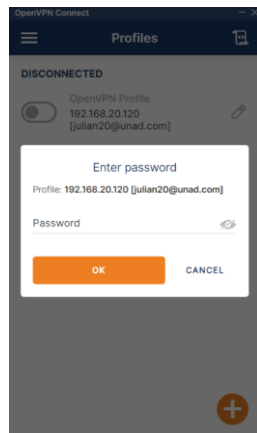 OpenVPN Connect
Profiles
DISCONNECTED
OpenVPN Profile
192.168.20.120
[julian20@unad.com]
Enter password
Profile: 192.168.20.120 [julian20@unad.com]
Password
OK CANCEL